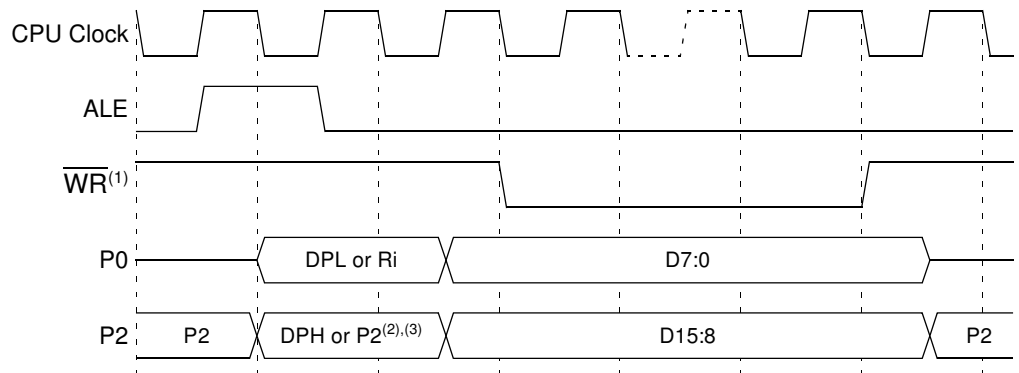 CPU Clock
ALE
WR(1)
P0 DPL or Ri D7:0
P2 P2 DPH or P2(2),(3) D15:8 P2